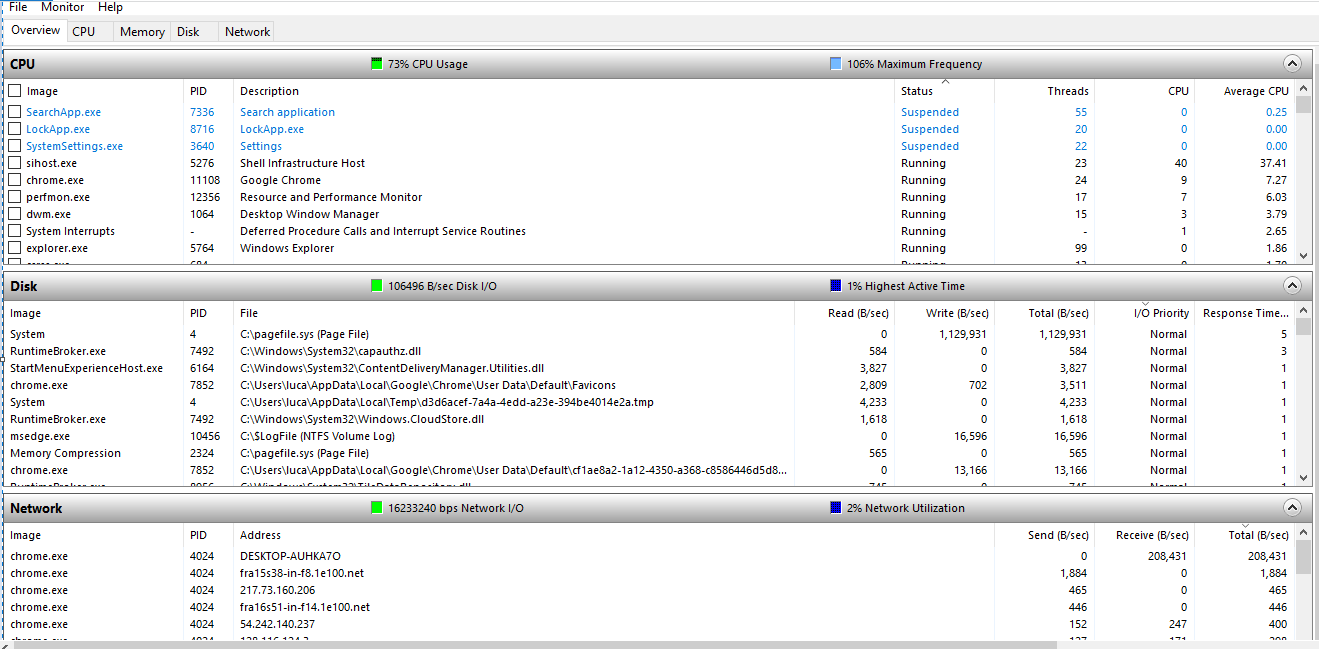 File Monitor Help
Overview CPU Memory Disk Network
CPU 73% CPU Usage 106% Maximum Frequency
Image PID Description Status Threads CPU Average CPU
SearchApp.exe 7336 Search application Suspended 55 0 0.25
LockApp.exe 8716 LockApp.exe Suspended 20 0 0.00
SystemSettings.exe 3640 Settings Suspended 22 0 0.00
sihost.exe 5276 Shell Infrastructure Host Running 23 40 37.41
chrome.exe 11108 Google Chrome Running 24 9 7.27
perfmon.exe 12356 Resource and Performance Monitor Running 17 7 6.03
dwm.exe 1064 Desktop Window Manager Running 15 3 3.79
System Interrupts - Deferred Procedure Calls and Interrupt Service Routines Running - 1 2.65
explorer.exe 5764 Windows Explorer Running 99 0 1.86
Disk 106496 B/sec Disk I/O 1% Highest Active Time
Image PID File Read (B/sec) Write (B/sec) Total (B/sec) I/O Priority Response Time...
System 4 C:\pagefile.sys (Page File) 0 1,129,931 1,129,931 Normal 5
RuntimeBroker.exe 7492 C:\Windows\System32\capauthz.dll 584 0 584 Normal 3
StartMenuExperienceHost.exe 6164 C:\Windows\System32\ContentDeliveryManager.Utilities.dll 3,827 0 3,827 Normal 1
chrome.exe 7852 C:\Users\luca\AppData\Local\Google\Chrome\User Data\Default\Favicons 2,809 702 3,511 Normal 1
System 4 C:\Users\luca\AppData\Local\Temp\d3d6acef-7a4a-4edd-a23e-394be4014e2a.tmp 4,233 0 4,233 Normal 1
RuntimeBroker.exe 7492 C:\Windows\System32\Windows.CloudStore.dll 1,618 0 1,618 Normal 1
msedge.exe 10456 C:\$LogFile (NTFS Volume Log) 0 16,596 16,596 Normal 1
Memory Compression 2324 C:\pagefile.sys (Page File) 565 0 565 Normal 1
chrome.exe 7852 C:\Users\luca\AppData\Local\Google\Chrome\User Data\Default\cf1ae8a2-1a12-4350-a368-c8586446d5d8... 0 13,166 13,166 Normal 1
Network 16233240 bps Network I/O 2% Network Utilization
Image PID Address Send (B/sec) Receive (B/sec) Total (B/sec)
chrome.exe 4024 DESKTOP-AUHKA7O 0 208,431 208,431
chrome.exe 4024 fra15s38-in-f8.1e100.net 1,884 0 1,884
chrome.exe 4024 217.73.160.206 465 0 465
chrome.exe 4024 fra16s51-in-f14.1e100.net 446 0 446
chrome.exe 4024 54.242.140.237 152 247 400